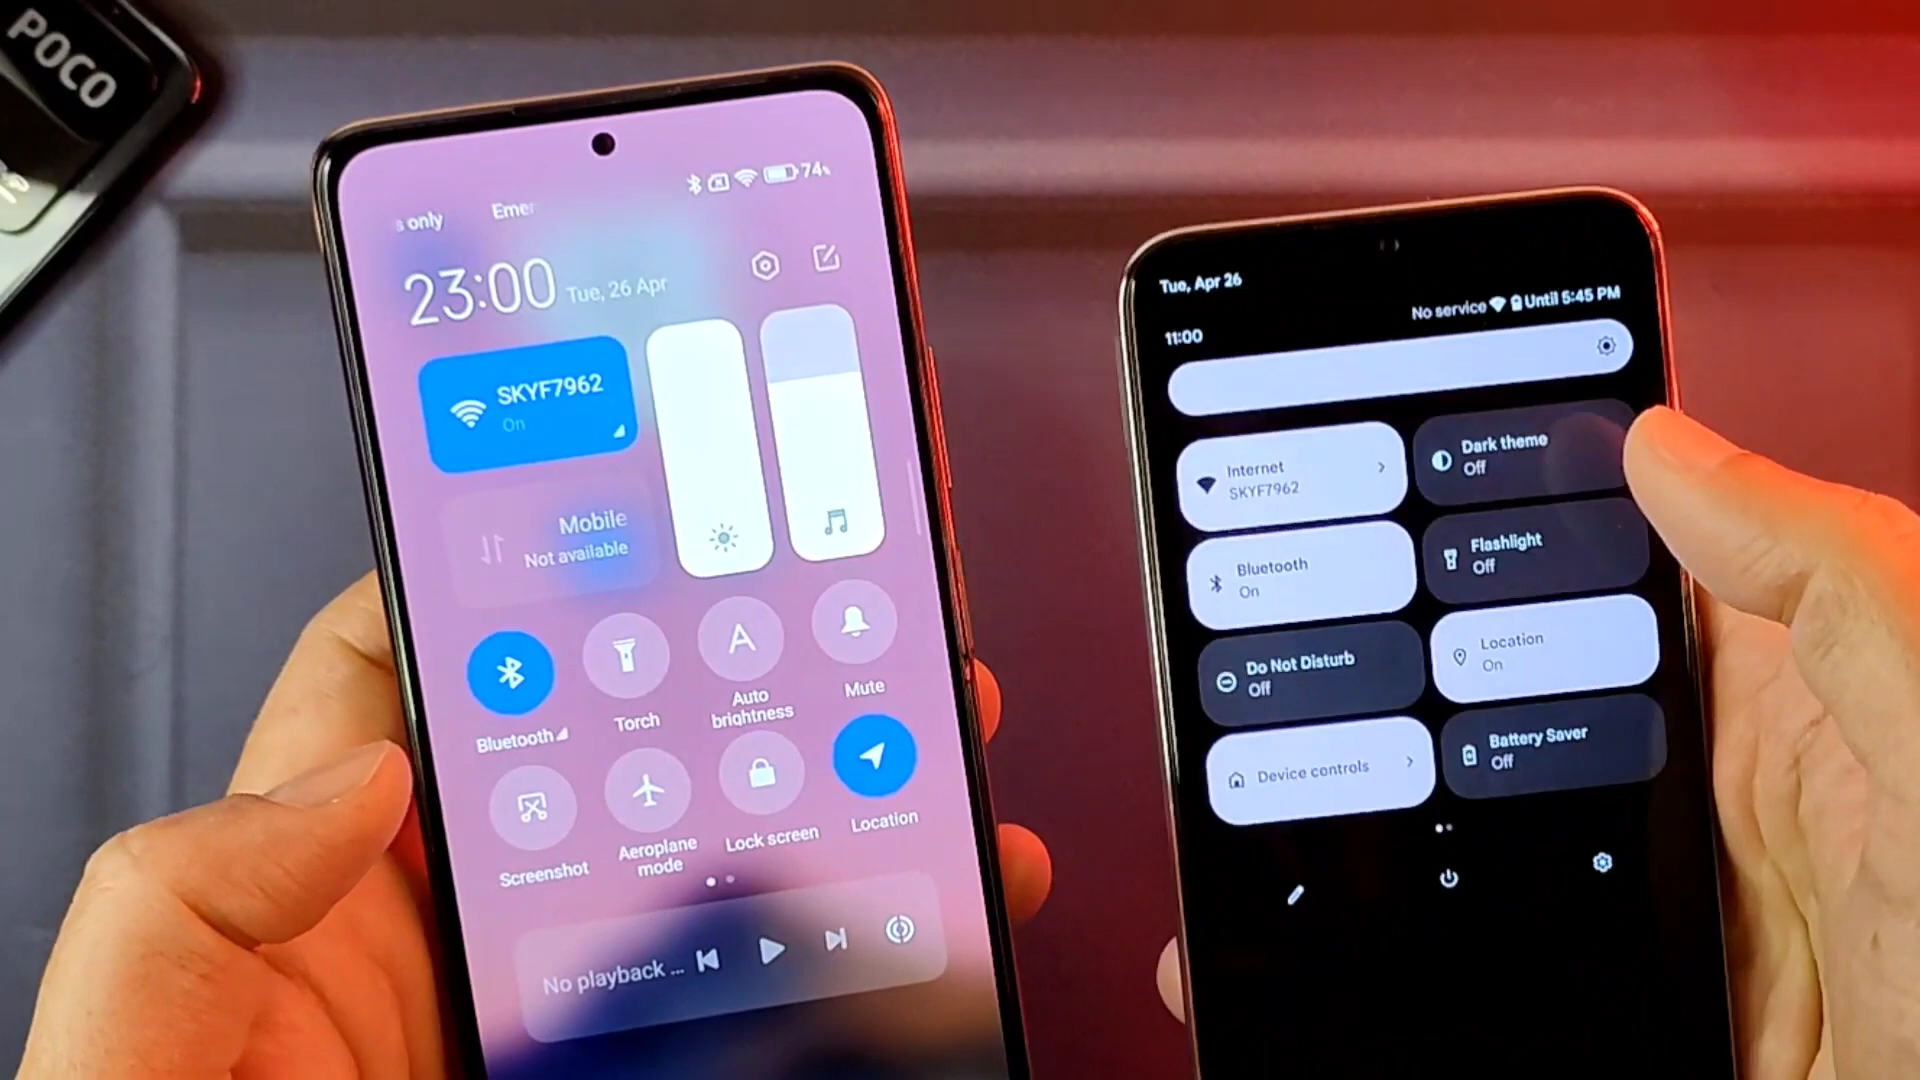 POCO
74%
only
Emer
23:00 Tue, 26 Apr
SKYF7962
On
Mobile
Not available
Bluetooth
Torch
Auto
brightness
Mute
Screenshot
Aeroplane
mode
Lock screen
Location
No playback ...
Tue, Apr 26
No service Until 5:45 PM
11:00
Internet
SKYF7962
Dark theme
Off
Bluetooth
On
Flashlight
Off
Do Not Disturb
Off
Location
On
Device controls
Battery Saver
Off